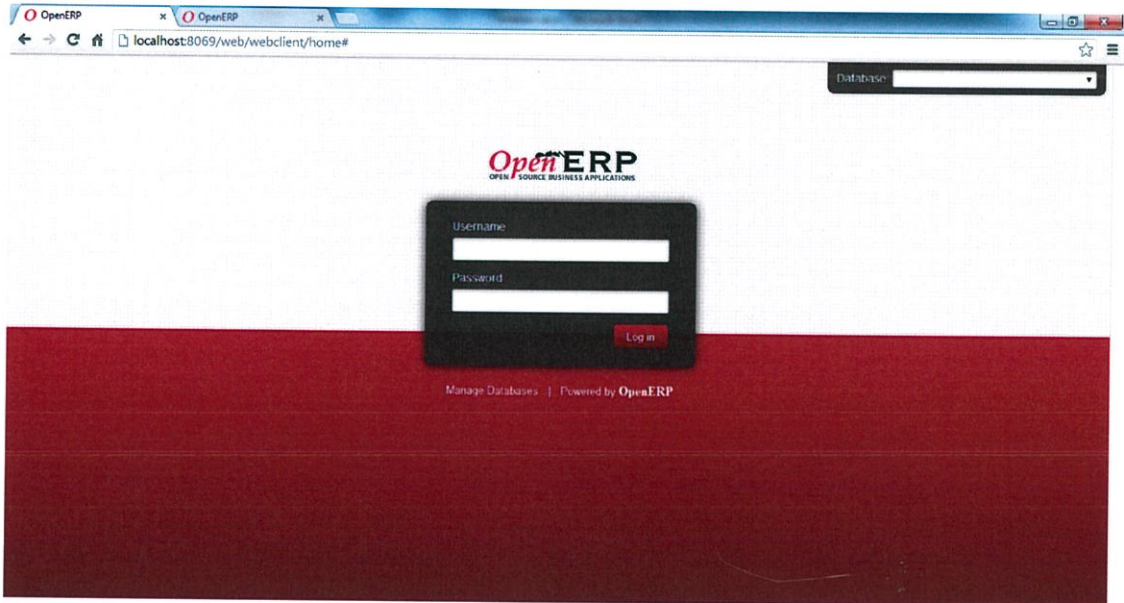 OpenERP
OpenERP
localhost:8069/web/webclient/home#
Database
OpenERP
OPEN SOURCE BUSINESS APPLICATIONS
Username
Password
Log in
Manage Databases | Powered by OpenERP